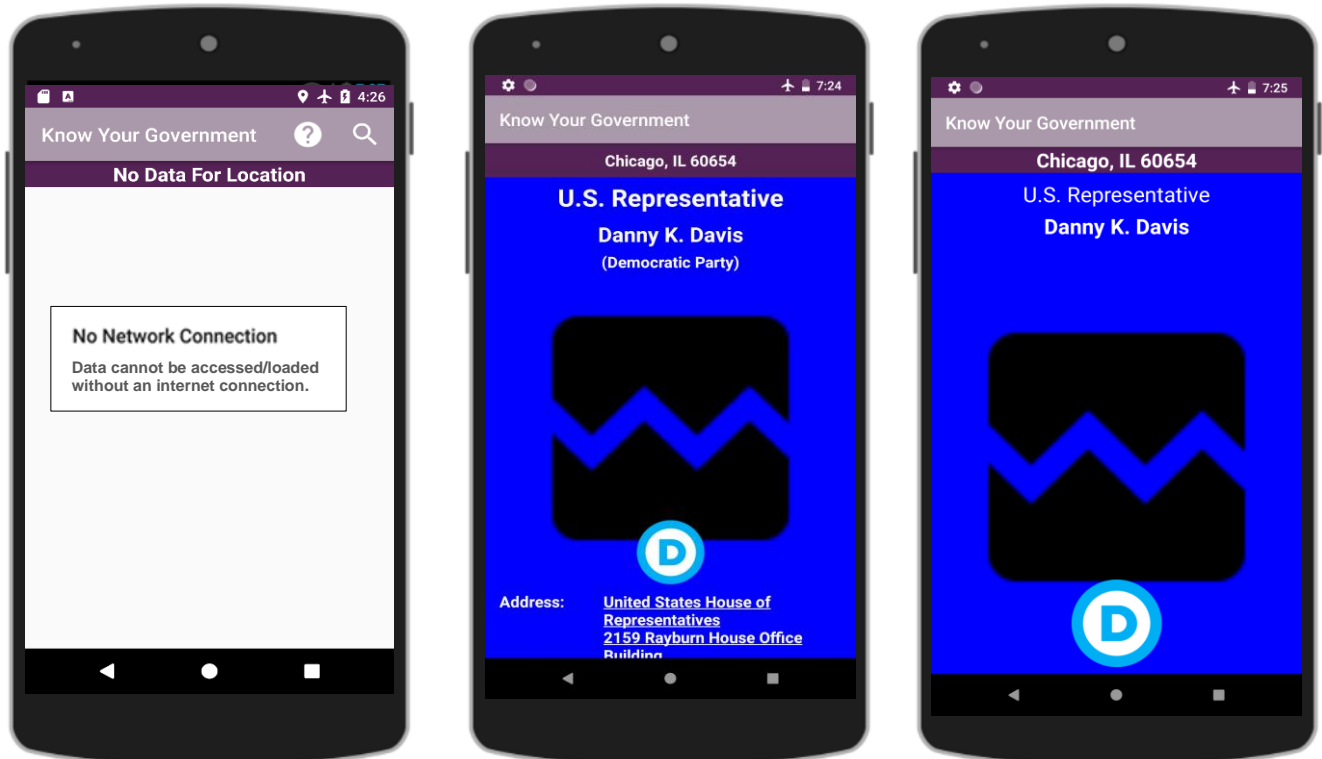 4:26
Know Your Government
?
No Data For Location
No Network Connection
Data cannot be accessed/loaded
without an internet connection.
7:24
Know Your Government
Chicago, IL 60654
U.S. Representative
Danny K. Davis
(Democratic Party)
D
Address: United States House of
Representatives
2159 Rayburn House Office
Building
7:25
Know Your Government
Chicago, IL 60654
U.S. Representative
Danny K. Davis
D